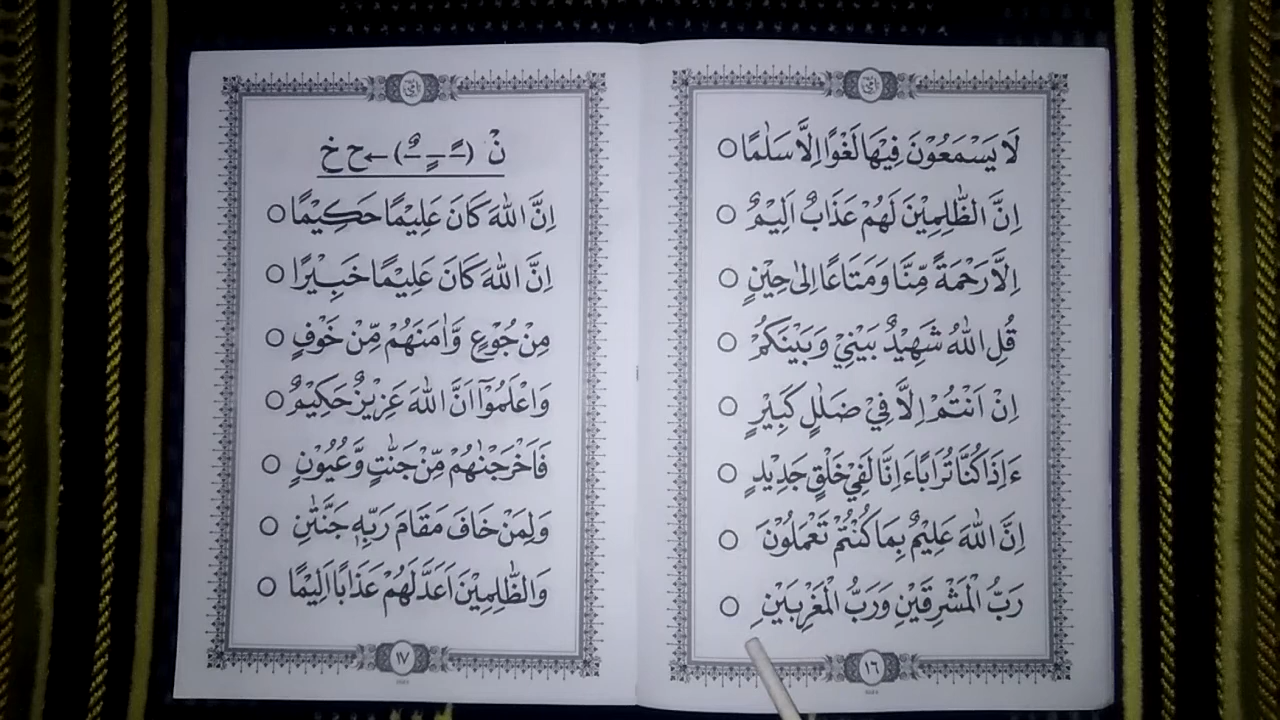 لَا يَسْمَعُوْنَ فِيْهَا لَغْوًا اِلَّا سَلٰمًا ○
اِنَّ الظّٰلِمِيْنَ لَهُمْ عَذَابٌ اَلِيْمٌ ○
اِلَّا رَحْمَةً مِّنَّا وَمَتَاعًا اِلٰى حِيْنٍ ○
قُلِ اللّٰهُ شَهِيْدٌ بَيْنِيْ وَبَيْنَكُمْ ○
اِنْ اَنْتُمْ اِلَّا فِيْ ضَلٰلٍ كَبِيْرٍ ○
ءَاِذَا كُنَّا تُرَابًا ءَاِنَّا لَفِيْ خَلْقٍ جَدِيْدٍ ○
اِنَّ اللّٰهَ عَلِيْمٌ بِمَا كُنْتُمْ تَعْمَلُوْنَ ○
رَبُّ الْمَشْرِقَيْنِ وَرَبُّ الْمَغْرِبَيْنِ ○
١٦
نْ (ـً ـٍ ـٌ) ← ح خ
اِنَّ اللّٰهَ كَانَ عَلِيْمًا حَكِيْمًا ○
اِنَّ اللّٰهَ كَانَ عَلِيْمًا خَبِيْرًا ○
مِنْ جُوْعٍ وَّاٰمَنَهُمْ مِّنْ خَوْفٍ ○
وَاعْلَمُوْٓا اَنَّ اللّٰهَ عَزِيْزٌ حَكِيْمٌ ○
فَاَخْرَجْنٰهُمْ مِّنْ جَنّٰتٍ وَّعُيُوْنٍ ○
وَلِمَنْ خَافَ مَقَامَ رَبِّهٖ جَنَّتٰنِ ○
وَالظّٰلِمِيْنَ اَعَدَّ لَهُمْ عَذَابًا اَلِيْمًا ○
١٧